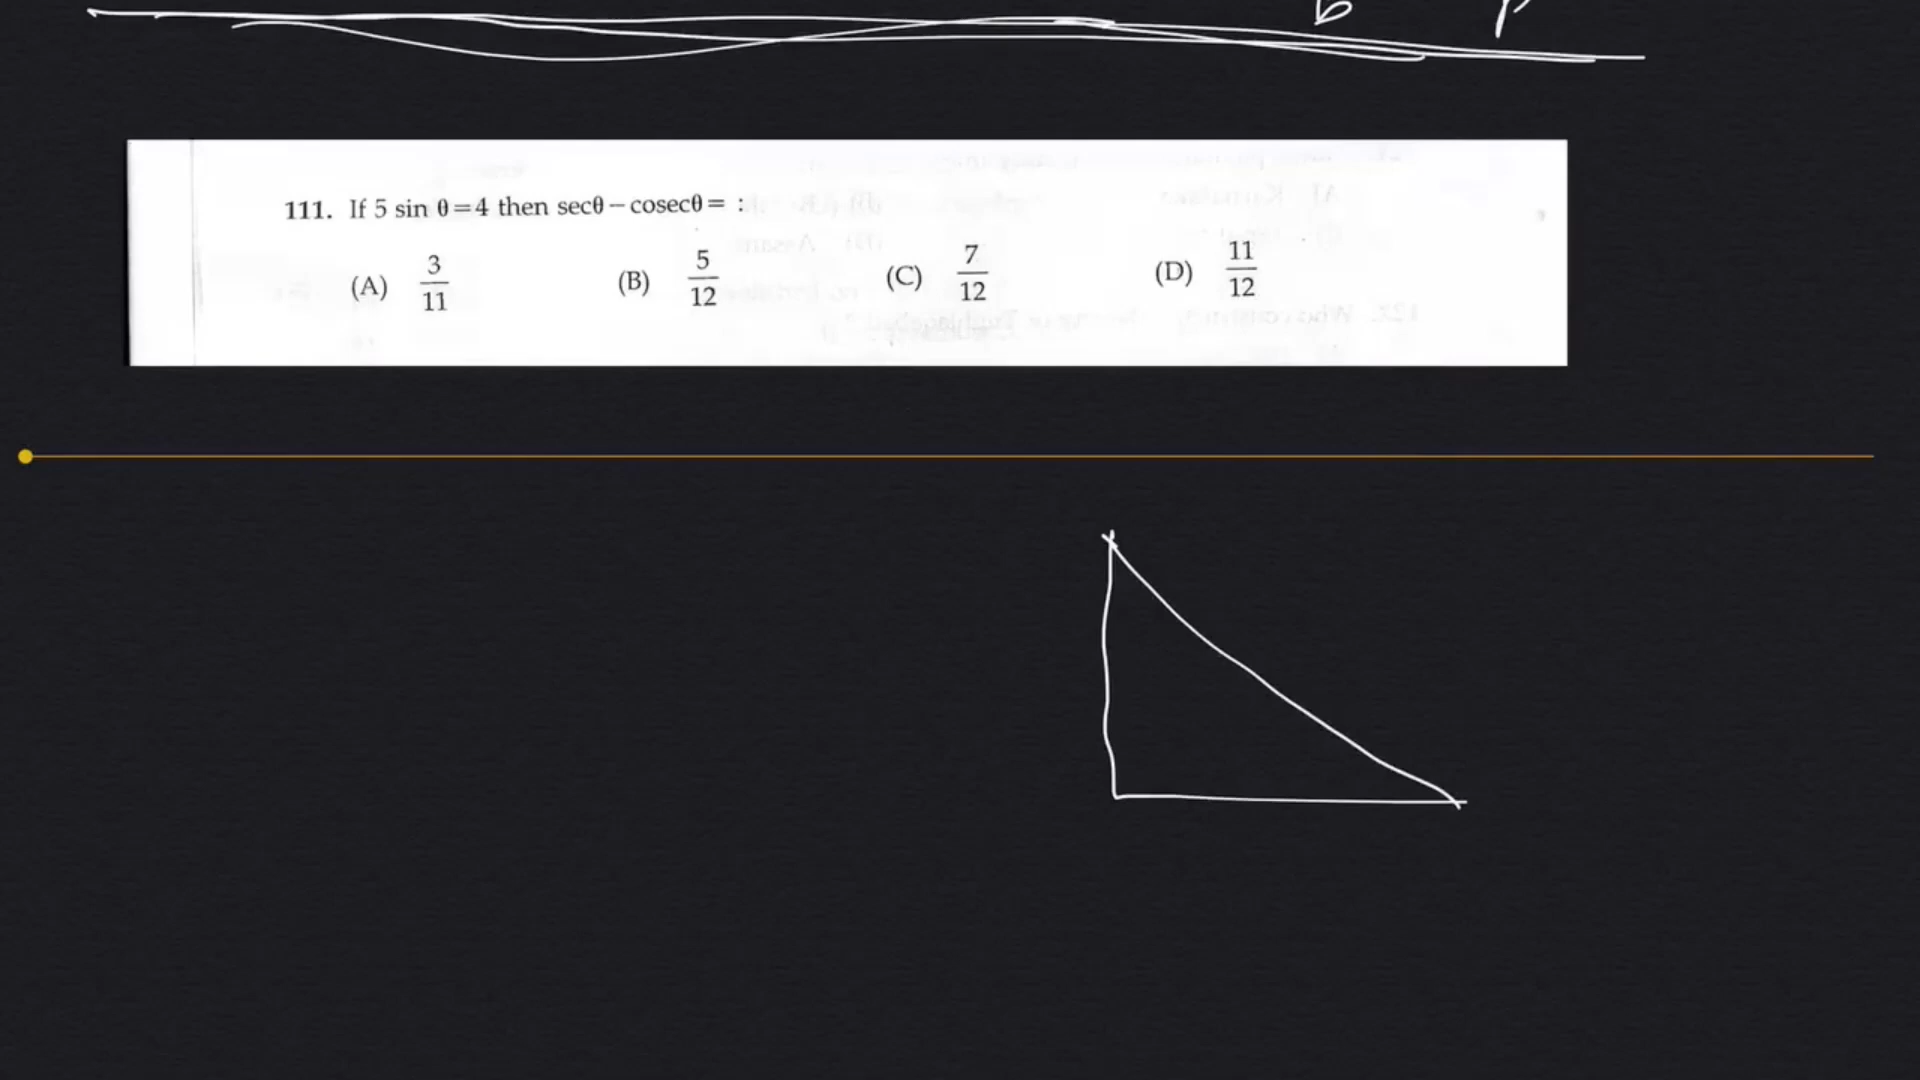 b
111. If 5 sin θ=4 then secθ−cosecθ= :
(A) 3/11 (B) 5/12 (C) 7/12 (D) 11/12